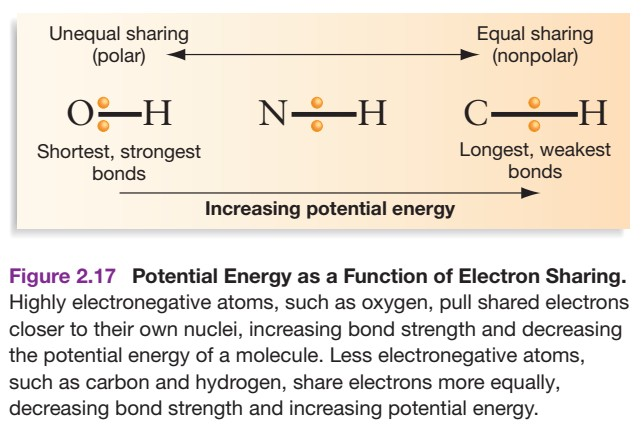 Unequal sharing
(polar)
Equal sharing
(nonpolar)
O—H
N—H
C—H
Shortest, strongest
bonds
Longest, weakest
bonds
Increasing potential energy
Figure 2.17 Potential Energy as a Function of Electron Sharing.
Highly electronegative atoms, such as oxygen, pull shared electrons
closer to their own nuclei, increasing bond strength and decreasing
the potential energy of a molecule. Less electronegative atoms,
such as carbon and hydrogen, share electrons more equally,
decreasing bond strength and increasing potential energy.